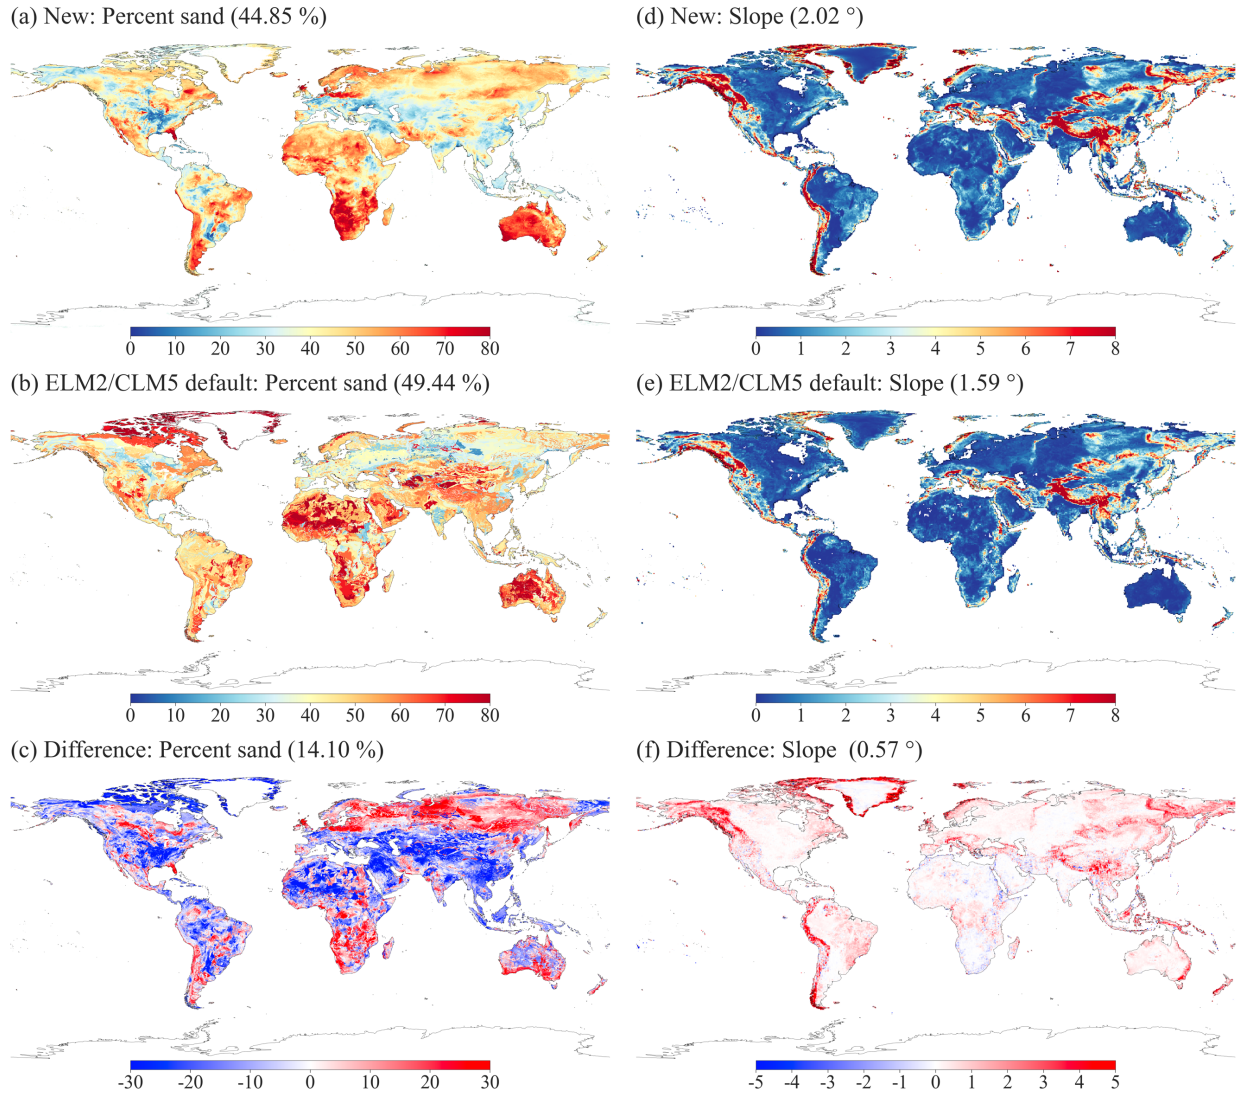 (a) New: Percent sand (44.85 %)
0 10 20 30 40 50 60 70 80
(b) ELM2/CLM5 default: Percent sand (49.44 %)
0 10 20 30 40 50 60 70 80
(c) Difference: Percent sand (14.10 %)
-30 -20 -10 0 10 20 30
(d) New: Slope (2.02 °)
0 1 2 3 4 5 6 7 8
(e) ELM2/CLM5 default: Slope (1.59 °)
0 1 2 3 4 5 6 7 8
(f) Difference: Slope (0.57 °)
-5 -4 -3 -2 -1 0 1 2 3 4 5